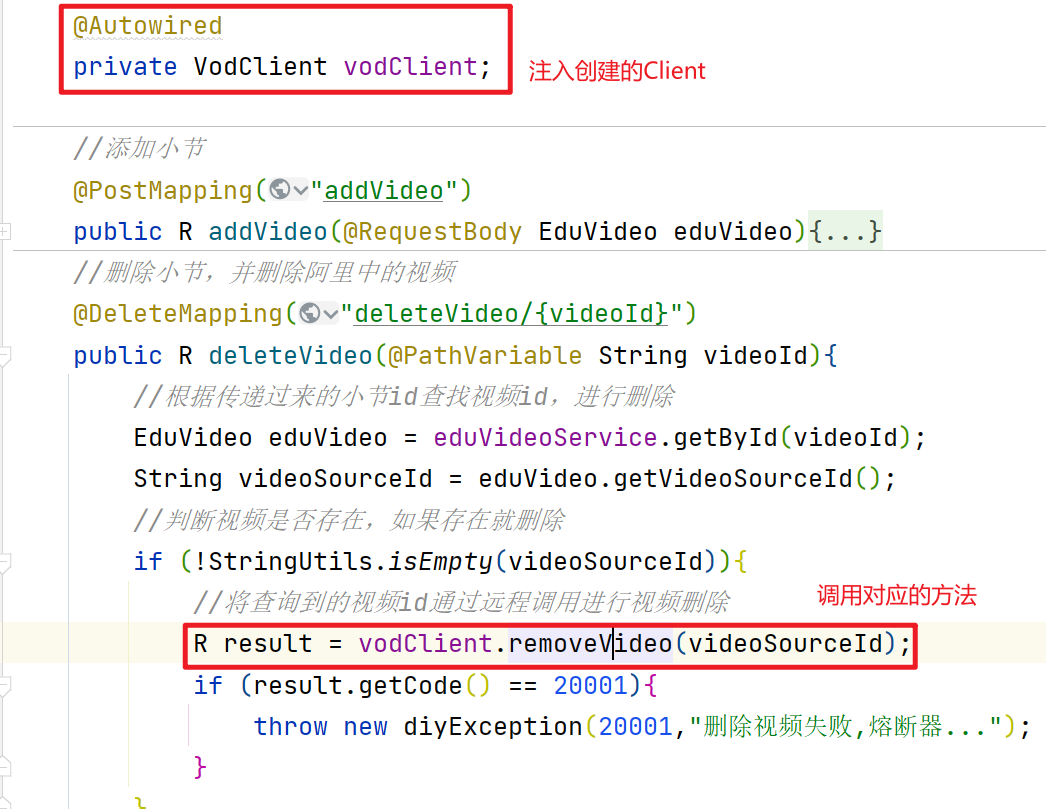 @Autowired
private VodClient vodClient;
注入创建的Client
//添加小节
@PostMapping("addVideo")
public R addVideo(@RequestBody EduVideo eduVideo){...}
//删除小节，并删除阿里中的视频
@DeleteMapping("deleteVideo/{videoId}")
public R deleteVideo(@PathVariable String videoId){
//根据传递过来的小节id查找视频id，进行删除
EduVideo eduVideo = eduVideoService.getById(videoId);
String videoSourceId = eduVideo.getVideoSourceId();
//判断视频是否存在，如果存在就删除
if (!StringUtils.isEmpty(videoSourceId)){
//将查询到的视频id通过远程调用进行视频删除
调用对应的方法
R result = vodClient.removeVideo(videoSourceId);
if (result.getCode() == 20001){
throw new diyException(20001,"删除视频失败,熔断器...");
}
}